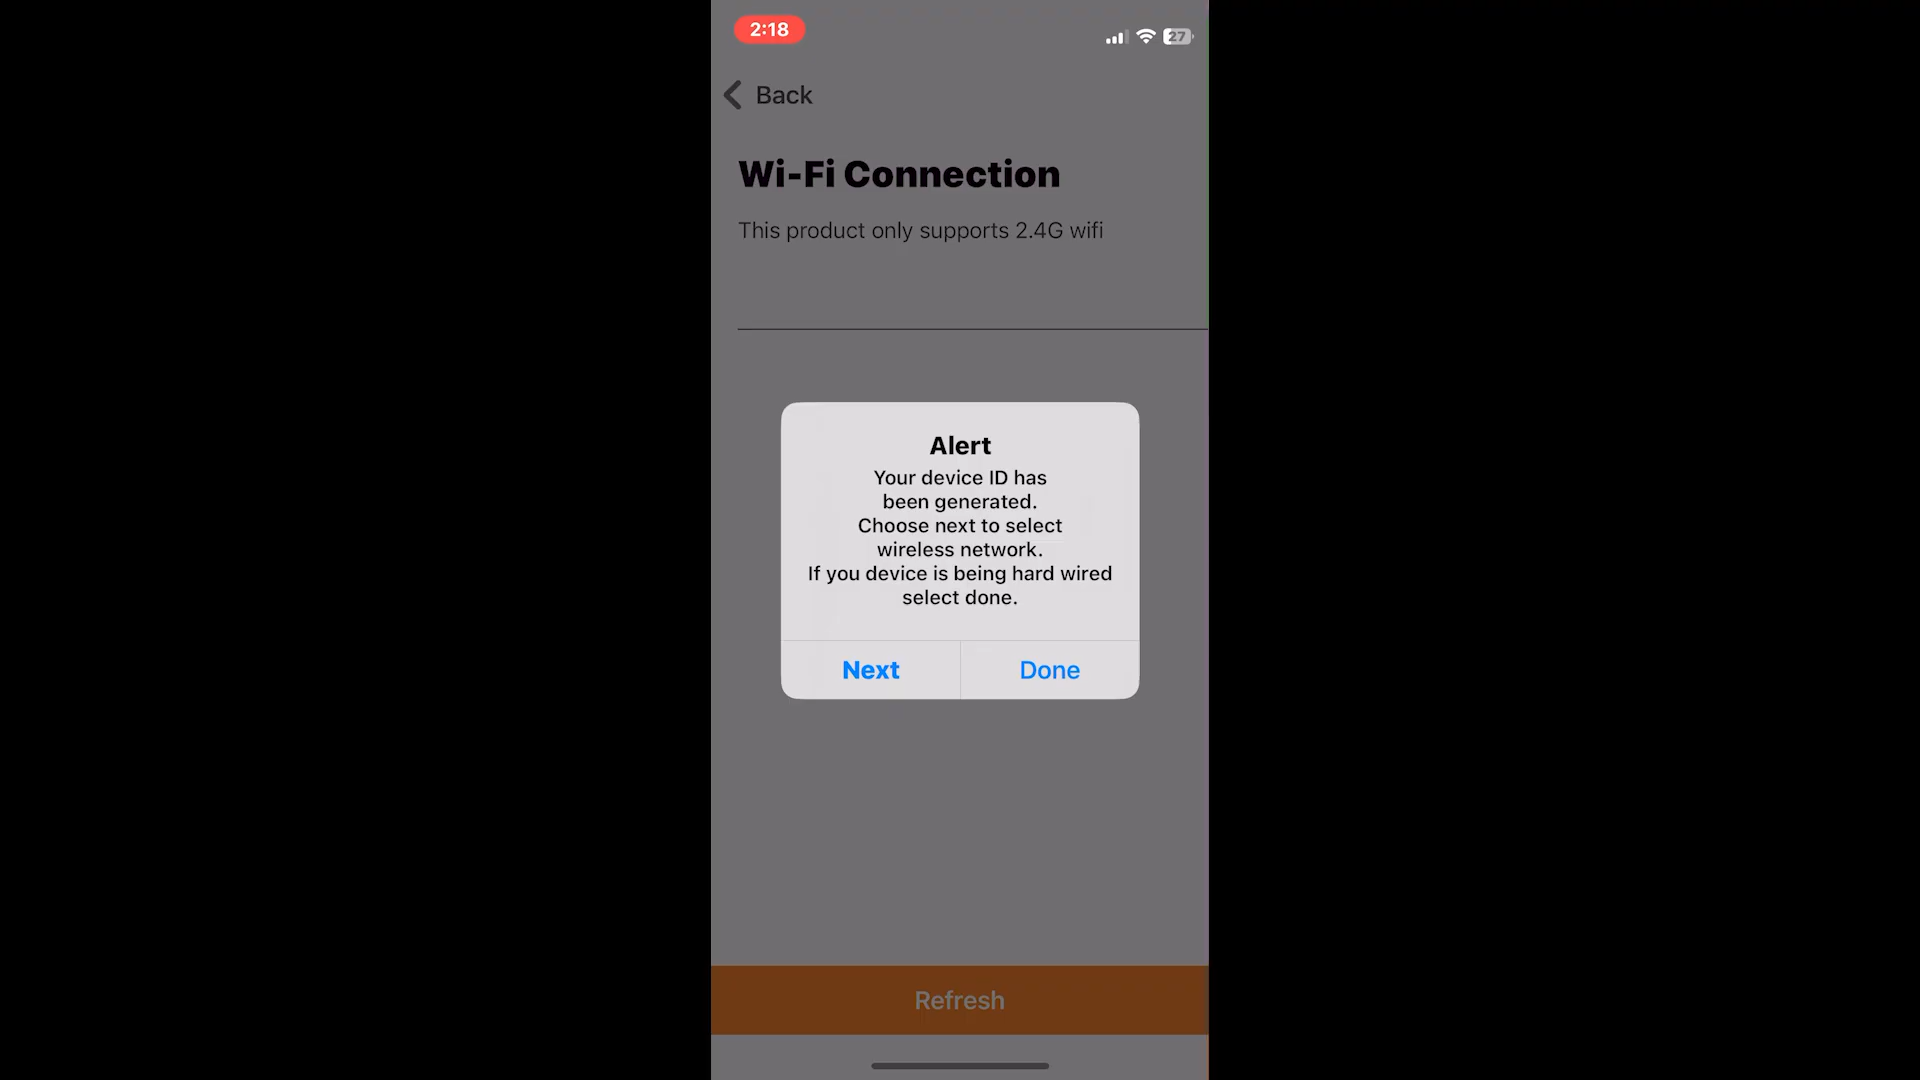 2:18
27
Back
Wi-Fi Connection
This product only supports 2.4G wifi
Alert
Your device ID has
been generated.
Choose next to select
wireless network.
If you device is being hard wired
select done.
Next
Done
Refresh